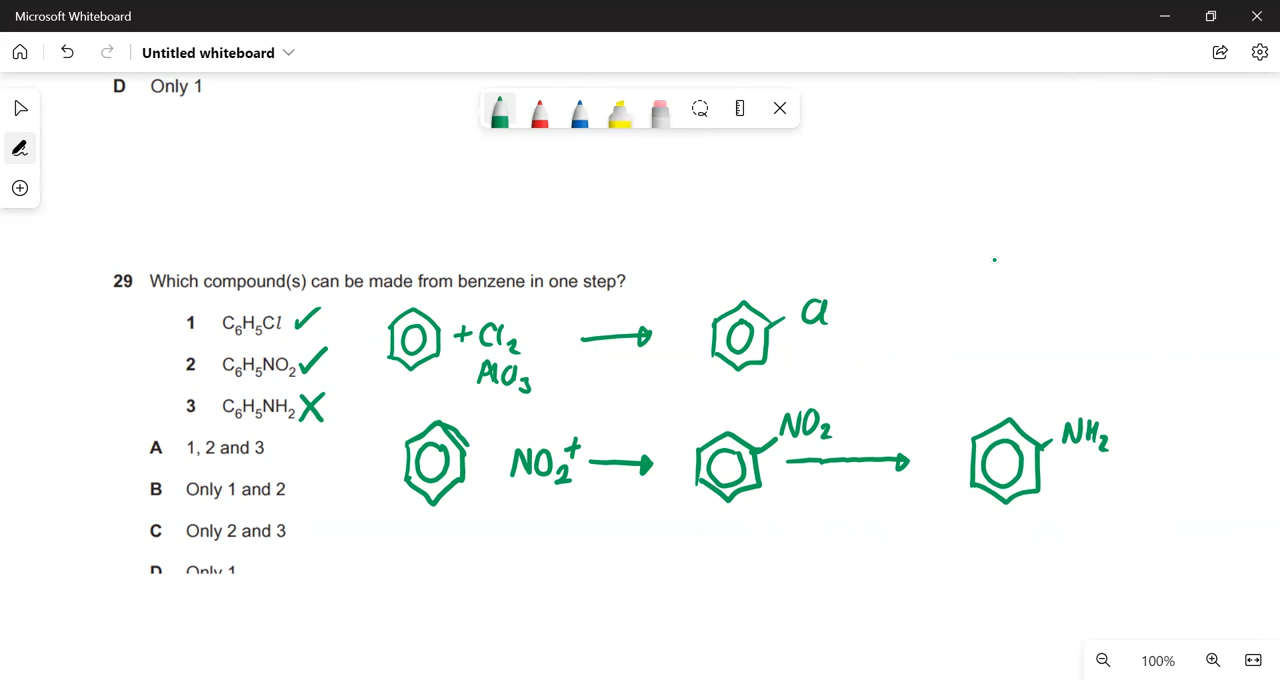 Microsoft Whiteboard
Untitled whiteboard
D Only 1
29 Which compound(s) can be made from benzene in one step?
1 C₆H₅Cl ✓
2 C₆H₅NO₂ ✓
3 C₆H₅NH₂ X
+ Cl₂
AlCl₃
Cl
NO₂⁺
NO₂
NH₂
A 1, 2 and 3
B Only 1 and 2
C Only 2 and 3
D Only 1
100%